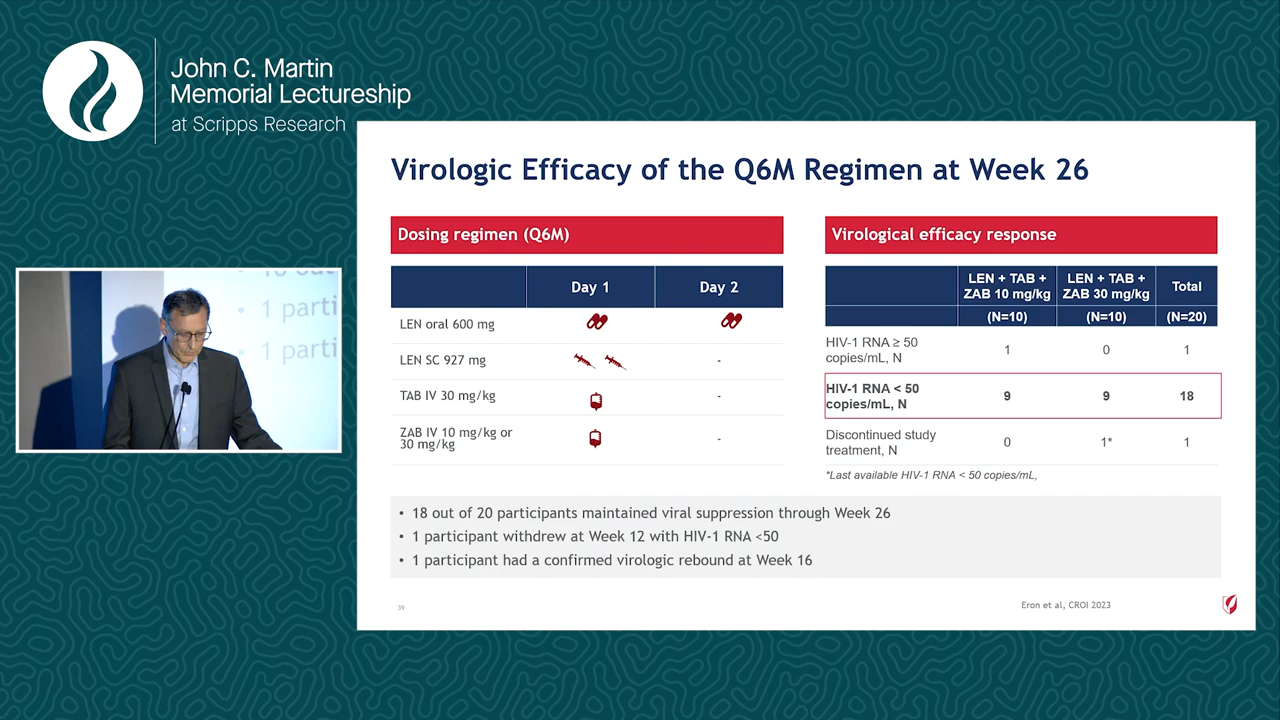 John C. Martin
Memorial Lectureship
at Scripps Research
Virologic Efficacy of the Q6M Regimen at Week 26
Dosing regimen (Q6M)
Day 1
Day 2
LEN oral 600 mg
LEN SC 927 mg
-
TAB IV 30 mg/kg
-
ZAB IV 10 mg/kg or
30 mg/kg
-
Virological efficacy response
LEN + TAB +
ZAB 10 mg/kg
LEN + TAB +
ZAB 30 mg/kg
Total
(N=10)
(N=10)
(N=20)
HIV-1 RNA ≥ 50
copies/mL, N
1
0
1
HIV-1 RNA < 50
copies/mL, N
9
9
18
Discontinued study
treatment, N
0
1*
1
*Last available HIV-1 RNA < 50 copies/mL,
• 18 out of 20 participants maintained viral suppression through Week 26
• 1 participant withdrew at Week 12 with HIV-1 RNA <50
• 1 participant had a confirmed virologic rebound at Week 16
39
Eron et al, CROI 2023
• 1 parti
• 1 parti